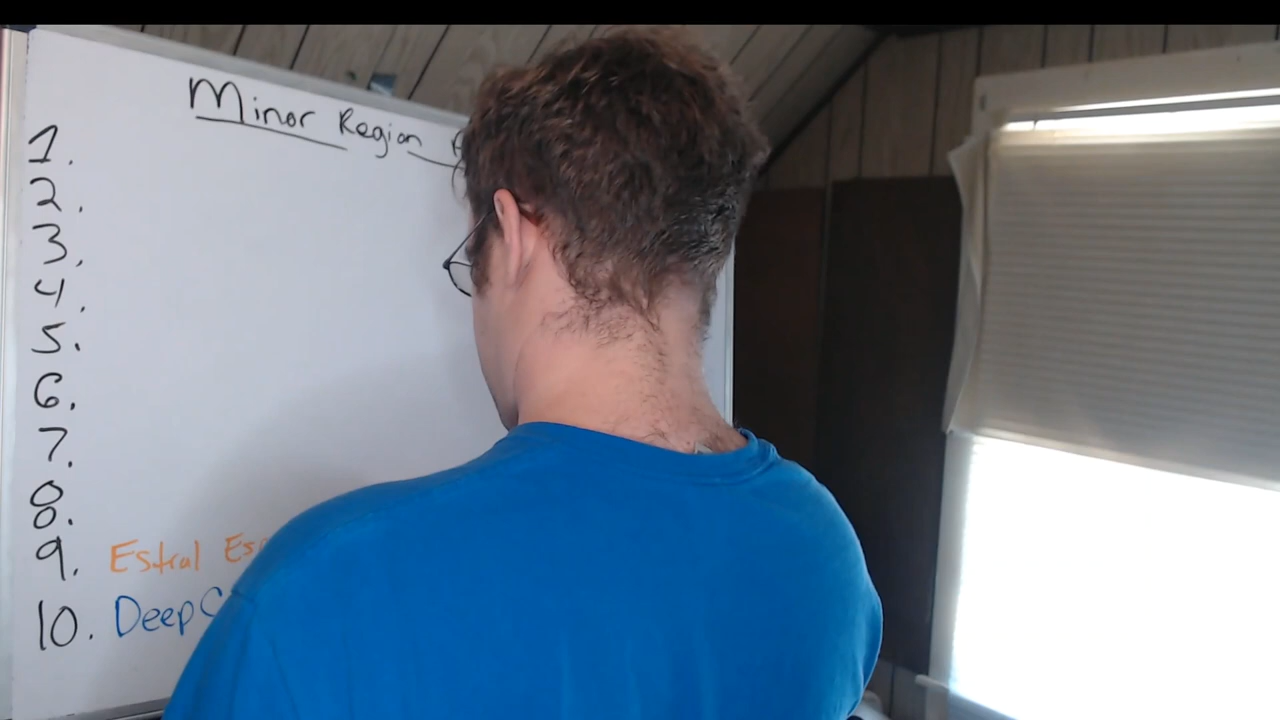 Minor Region
1.
2.
3.
4.
5.
6.
7.
8.
9. Estral
10. Deep